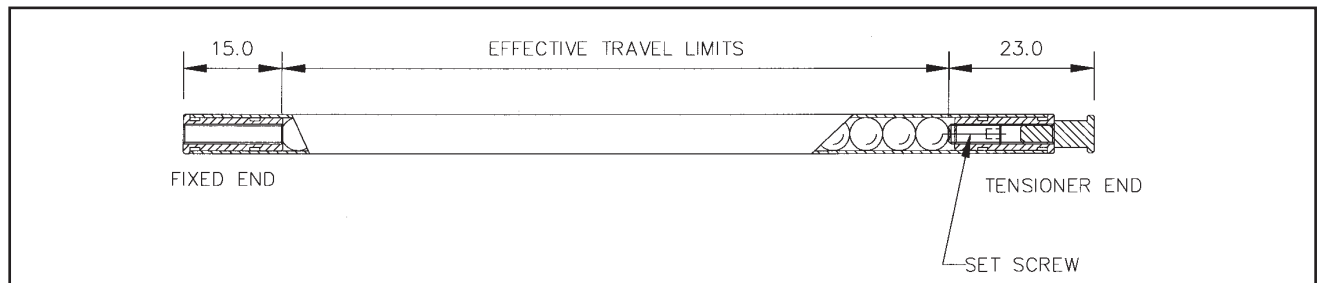 15.0 EFFECTIVE TRAVEL LIMITS 23.0
FIXED END
TENSIONER END
SET SCREW